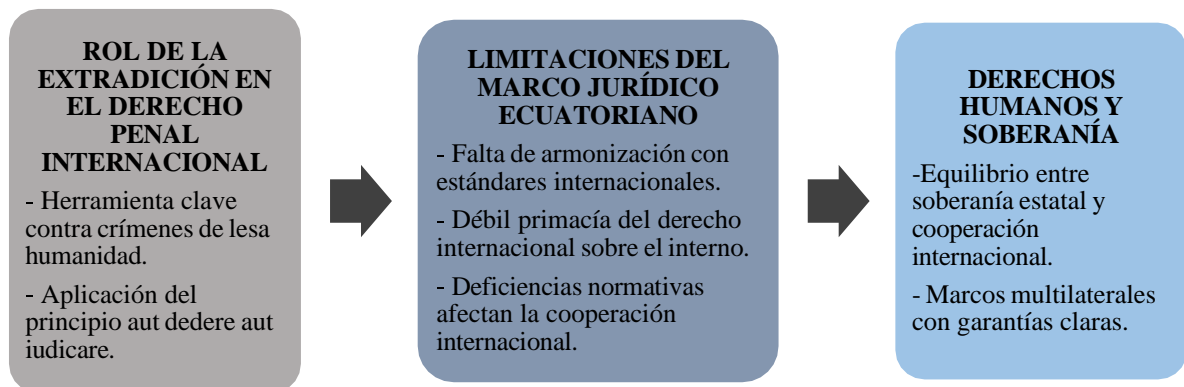 ROL DE LA
EXTRADICIÓN EN
EL DERECHO
PENAL
INTERNACIONAL
- Herramienta clave
contra crímenes de lesa
humanidad.
- Aplicación del
principio aut dedere aut
iudicare.
LIMITACIONES DEL
MARCO JURÍDICO
ECUATORIANO
- Falta de armonización con
estándares internacionales.
- Débil primacía del derecho
internacional sobre el interno.
- Deficiencias normativas
afectan la cooperación
internacional.
DERECHOS
HUMANOS Y
SOBERANÍA
-Equilibrio entre
soberanía estatal y
cooperación
internacional.
- Marcos multilaterales
con garantías claras.